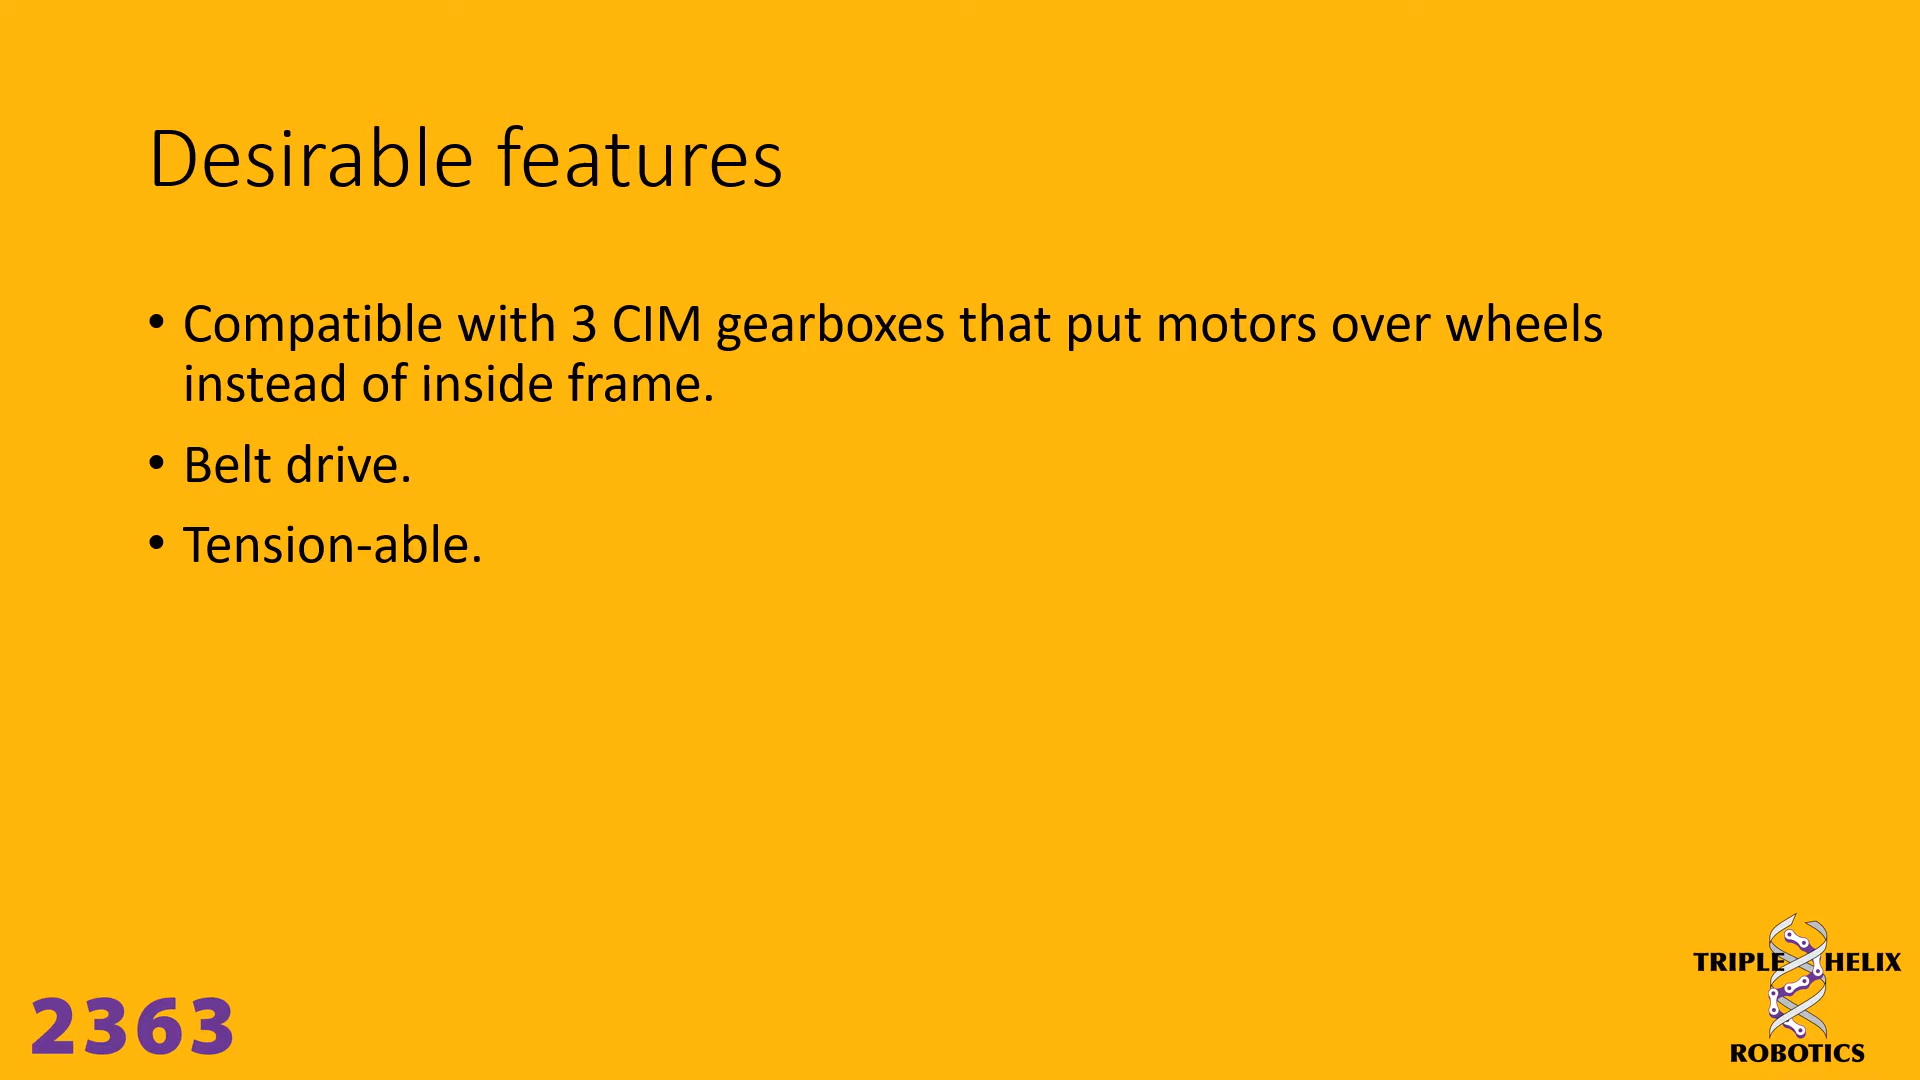 Desirable features
• Compatible with 3 CIM gearboxes that put motors over wheels
instead of inside frame.
• Belt drive.
• Tension-able.
2363
TRIPLE HELIX
ROBOTICS